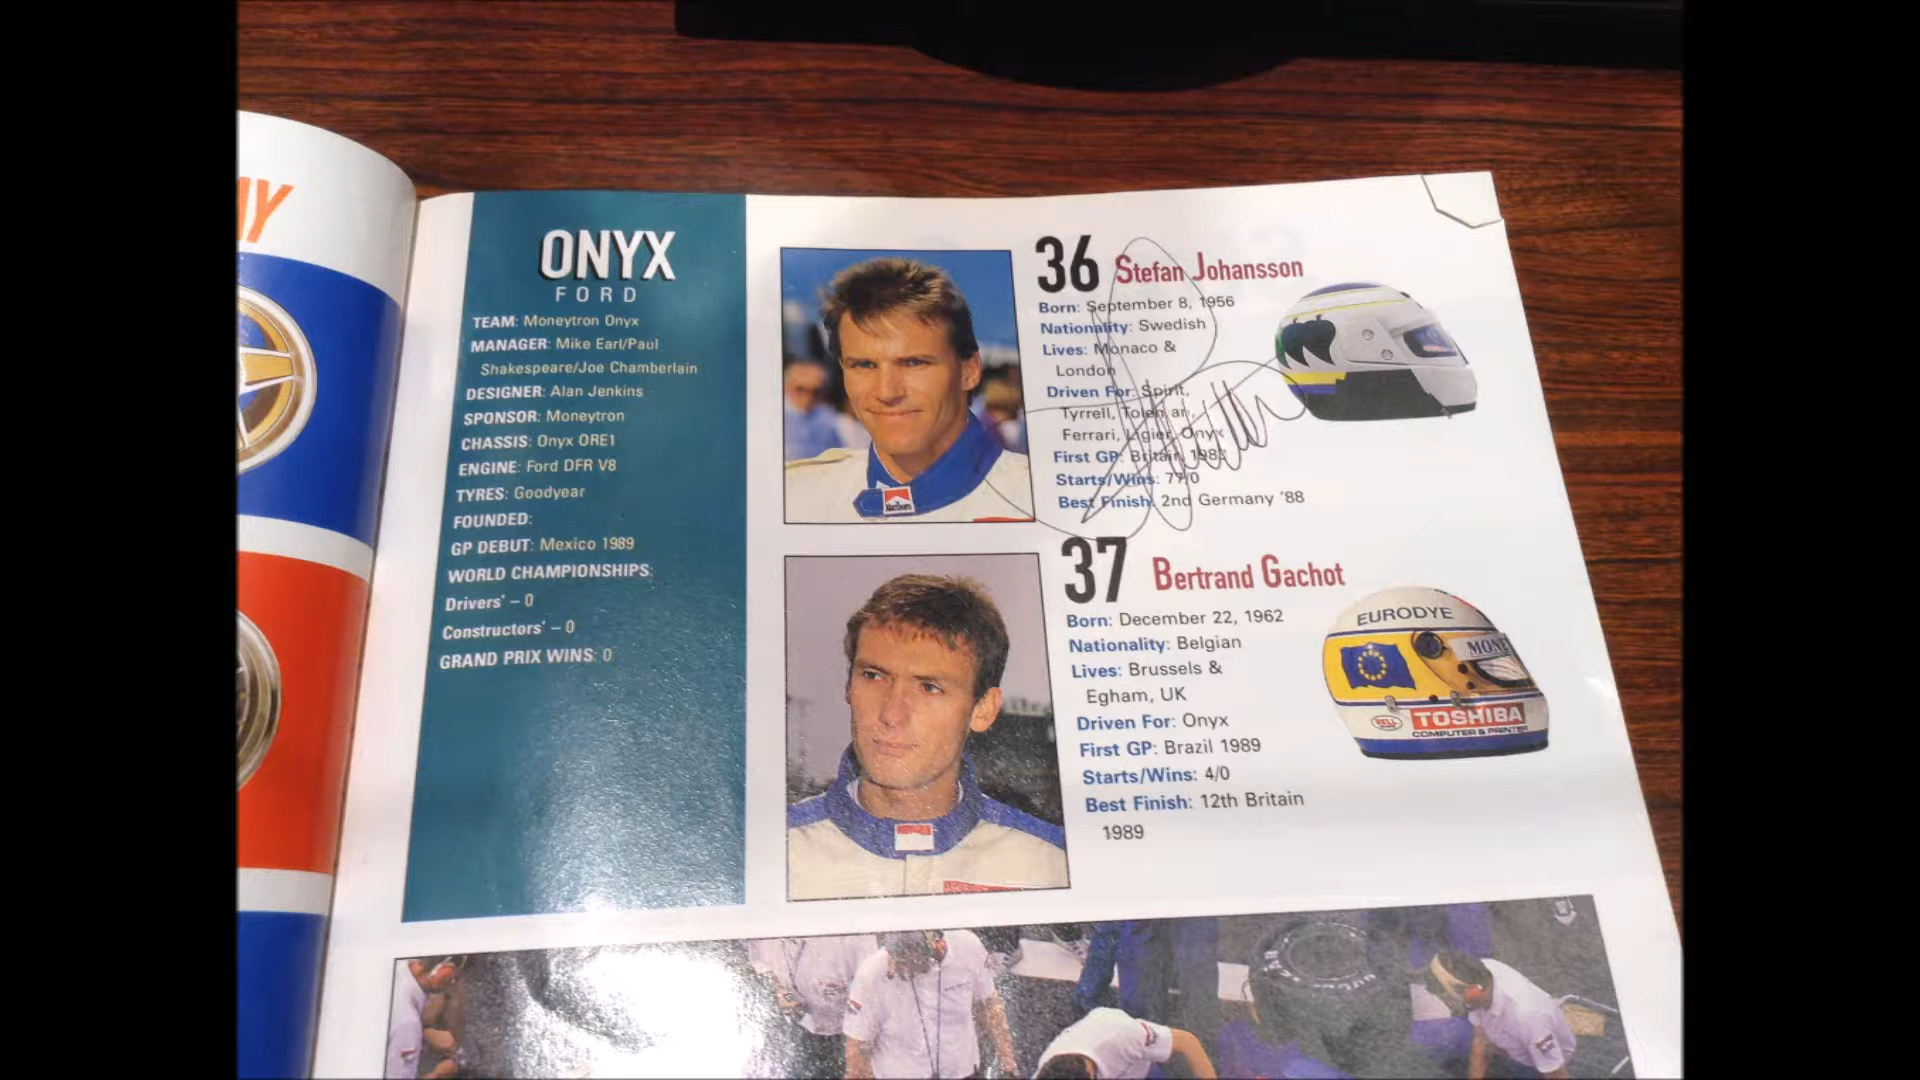 AY
ONYX
FORD
TEAM: Moneytron Onyx
MANAGER: Mike Earl/Paul
Shakespeare/Joe Chamberlain
DESIGNER: Alan Jenkins
SPONSOR: Moneytron
CHASSIS: Onyx ORE1
ENGINE: Ford DFR V8
TYRES: Goodyear
FOUNDED:
GP DEBUT: Mexico 1989
WORLD CHAMPIONSHIPS:
Drivers' – 0
Constructors' – 0
GRAND PRIX WINS: 0
36 Stefan Johansson
Born: September 8, 1956
Nationality: Swedish
Lives: Monaco &
London
Driven For: Spirit,
Tyrrell, Toleman,
Ferrari, Ligier, Onyx
First GP: Britain, 1983
Starts/Wins: 77/0
Best Finish: 2nd Germany '88
Marlboro
37 Bertrand Gachot
Born: December 22, 1962
Nationality: Belgian
Lives: Brussels &
Egham, UK
Driven For: Onyx
First GP: Brazil 1989
Starts/Wins: 4/0
Best Finish: 12th Britain
1989
EURODYE
MONE
BELL
TOSHIBA
COMPUTER & PRINTER